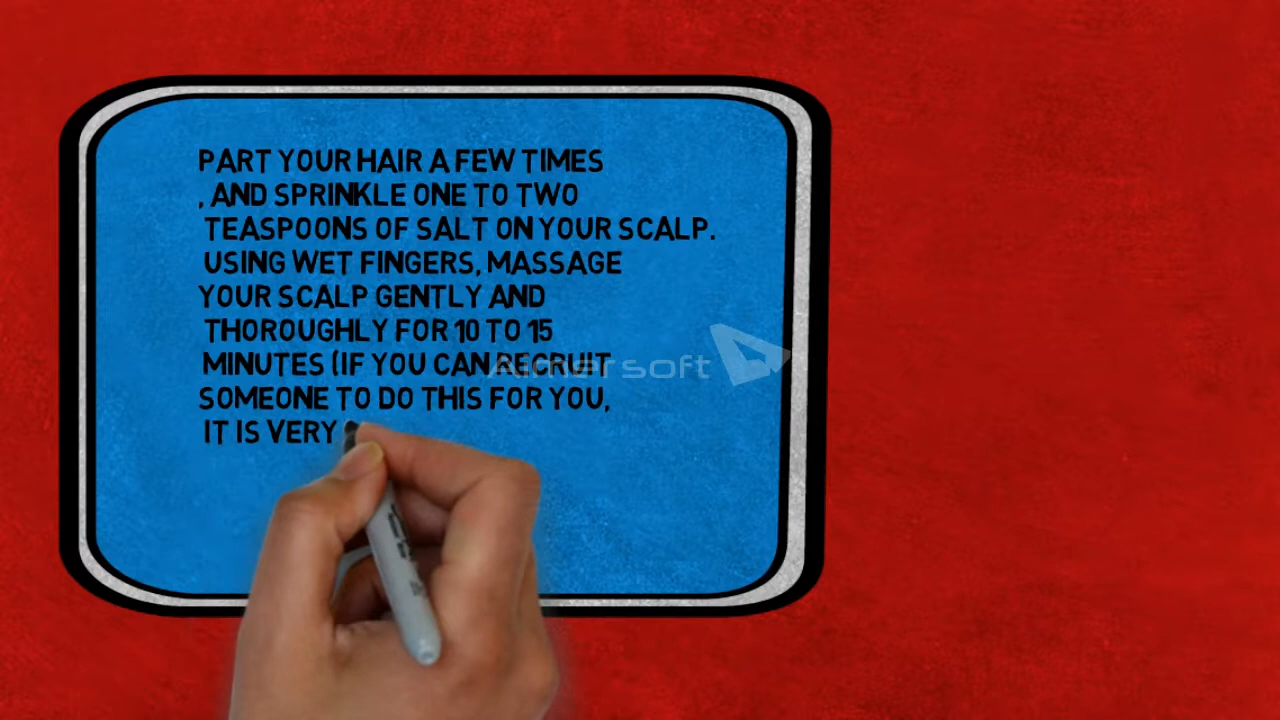 PART YOUR HAIR A FEW TIMES
, AND SPRINKLE ONE TO TWO
TEASPOONS OF SALT ON YOUR SCALP.
USING WET FINGERS, MASSAGE
YOUR SCALP GENTLY AND
THOROUGHLY FOR 10 TO 15
MINUTES (IF YOU CAN RECRUIT
Aimersoft
SOMEONE TO DO THIS FOR YOU,
IT IS VERY